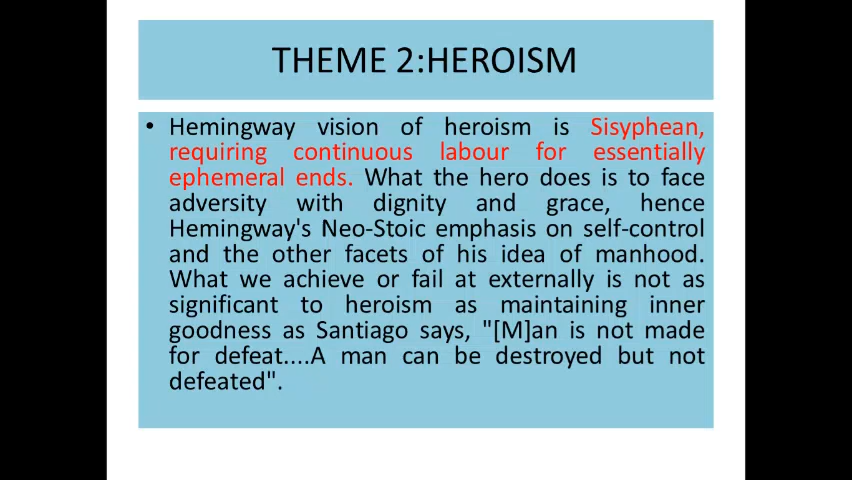 THEME 2:HEROISM
• Hemingway vision of heroism is Sisyphean,
requiring continuous labour for essentially
ephemeral ends. What the hero does is to face
adversity with dignity and grace, hence
Hemingway's Neo-Stoic emphasis on self-control
and the other facets of his idea of manhood.
What we achieve or fail at externally is not as
significant to heroism as maintaining inner
goodness as Santiago says, "[M]an is not made
for defeat....A man can be destroyed but not
defeated".